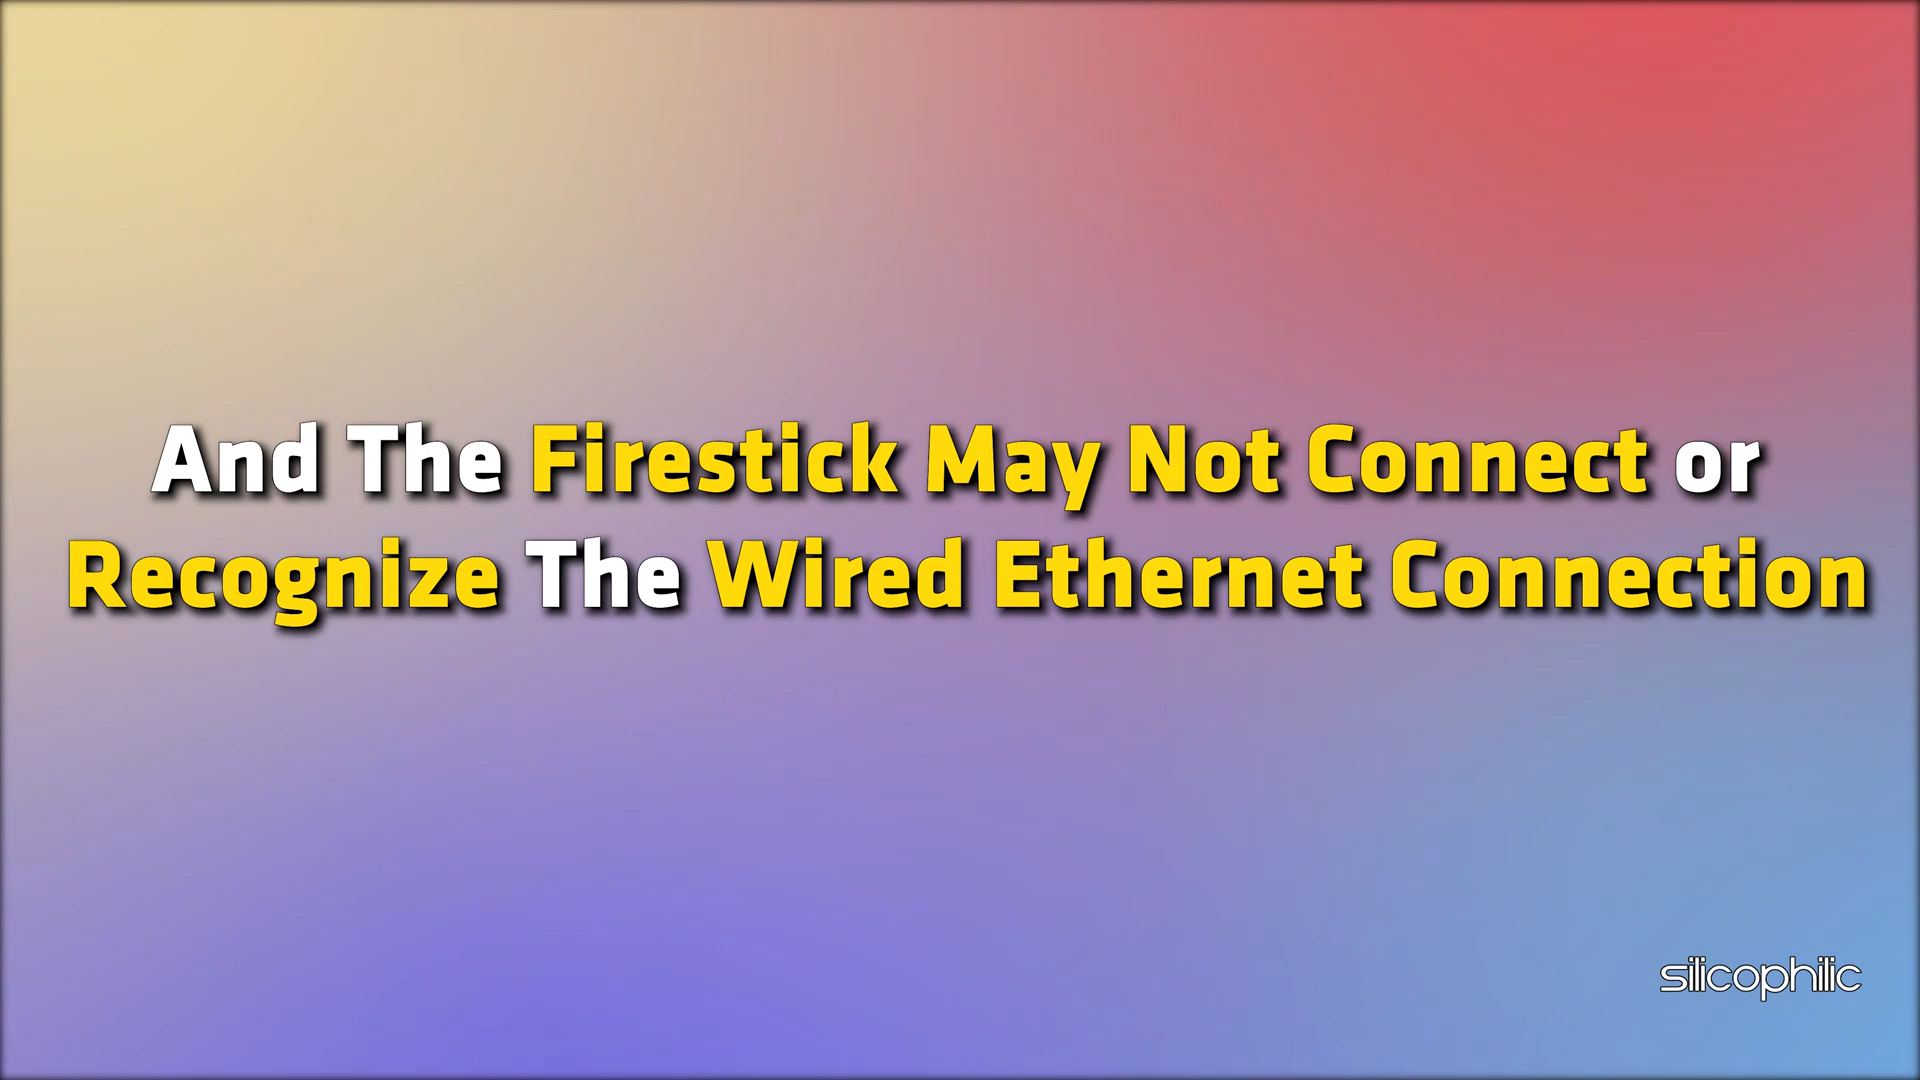 And The Firestick May Not Connect or
Recognize The Wired Ethernet Connection
silicophilic